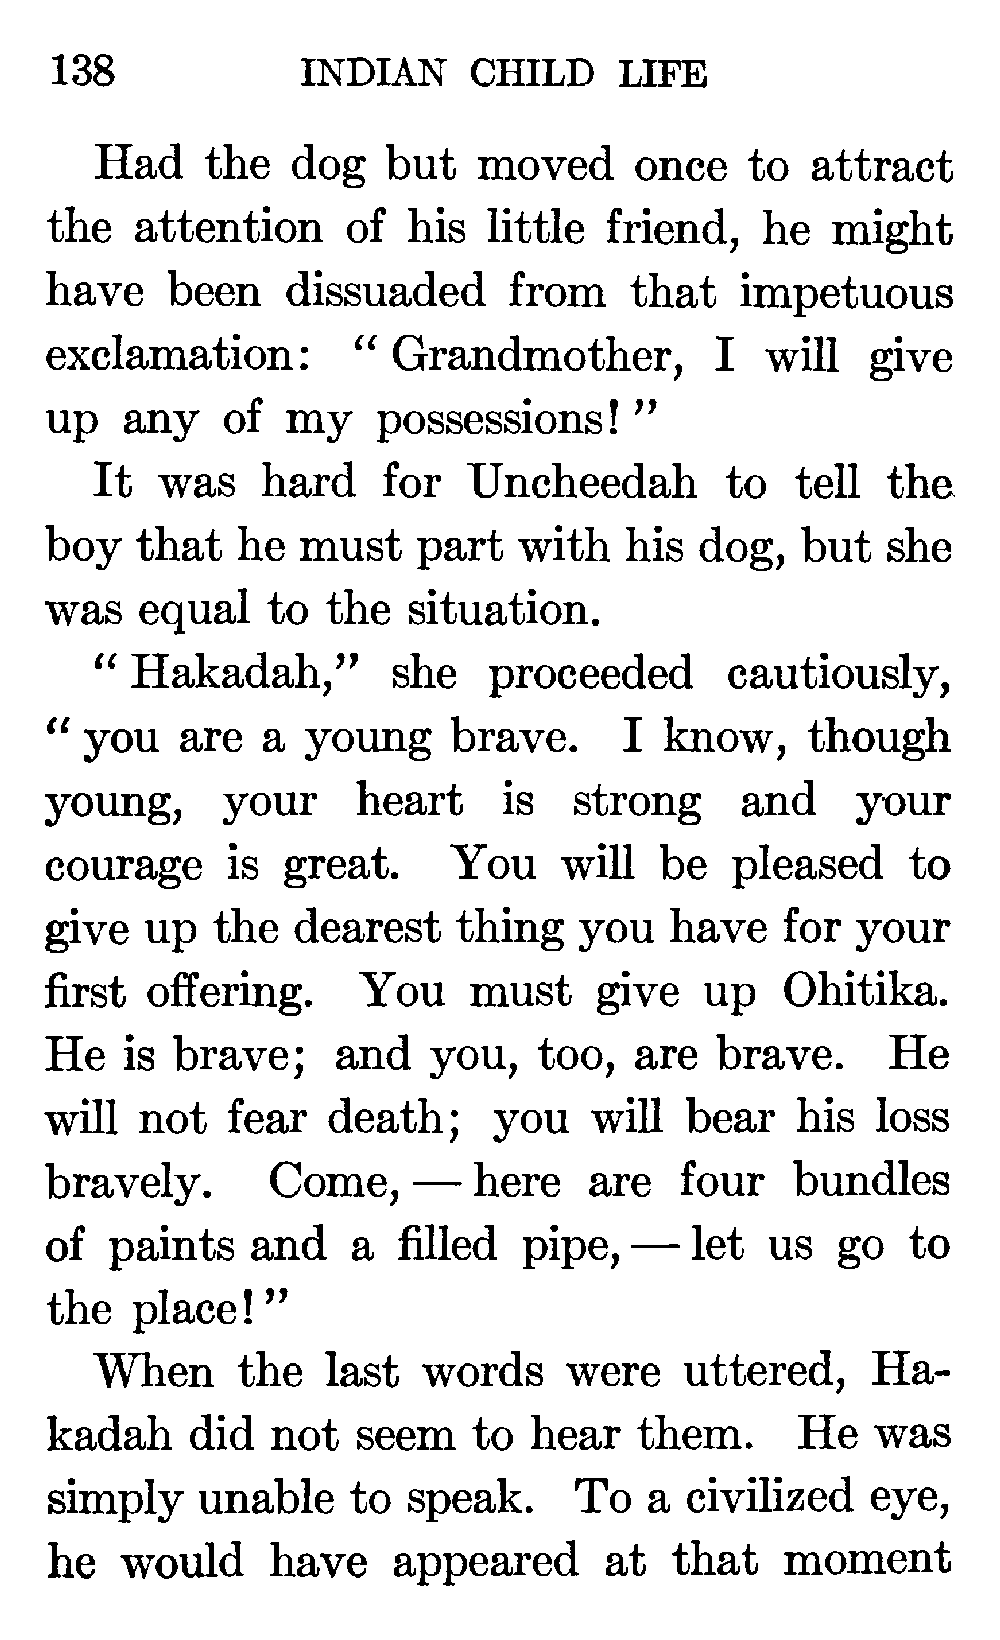 138 INDIAN CHILD LIFE
Had the dog but moved once to attract
the attention of his little friend, he might
have been dissuaded from that impetuous
exclamation: “ Grandmother, I will give
up any of my possessions! ”
It was hard for Uncheedah to tell the
boy that he must part with his dog, but she
was equal to the situation.
“ Hakadah,” she proceeded cautiously,
“ you are a young brave. I know, though
young, your heart is strong and your
courage is great. You will be pleased to
give up the dearest thing you have for your
first offering. You must give up Ohitika.
He is brave; and you, too, are brave. He
will not fear death; you will bear his loss
bravely. Come, — here are four bundles
of paints and a filled pipe, — let us go to
the place! ”
When the last words were uttered, Ha-
kadah did not seem to hear them. He was
simply unable to speak. To a civilized eye,
he would have appeared at that moment